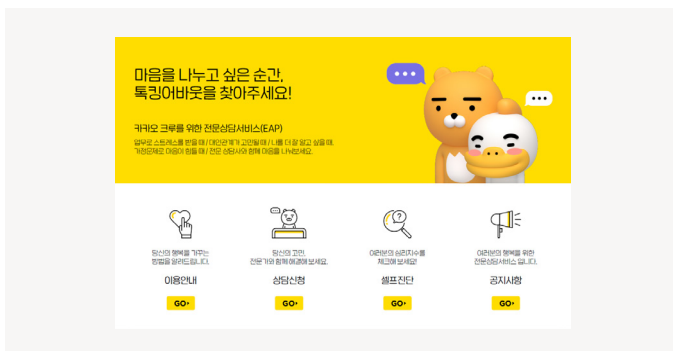 마음을 나누고 싶은 순간,
톡킹어바웃을 찾아주세요!
카카오 크루를 위한 전문상담서비스(EAP)
업무로 스트레스를 받을 때 / 대인관계가 고민될 때 / 나를 더 잘 알고 싶을 때,
가정문제로 마음이 힘들 때 / 전문 상담사와 함께 마음을 나눠보세요.
당신의 행복을 가꾸는
방법을 알려드립니다.
이용안내
GO
당신의 고민,
전문가와 함께 해결해 보세요.
상담신청
GO
여러분의 심리지수를
체크해 보세요!
셀프진단
GO
여러분의 행복을 위한
전문상담서비스 입니다.
공지사항
GO